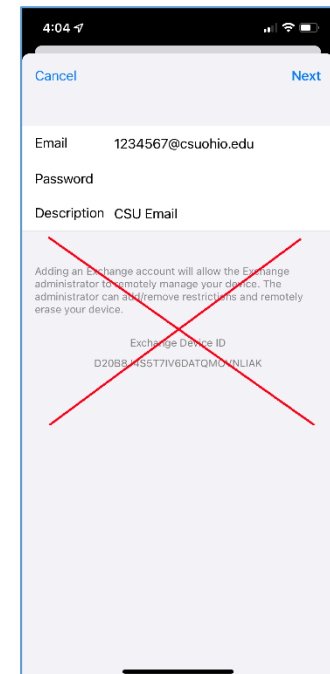 4:04
Cancel Next
Email 1234567@csuohio.edu
Password
Description CSU Email
Adding an Exchange account will allow the Exchange
administrator to remotely manage your device. The
administrator can add/remove restrictions and remotely
erase your device.
Exchange Device ID